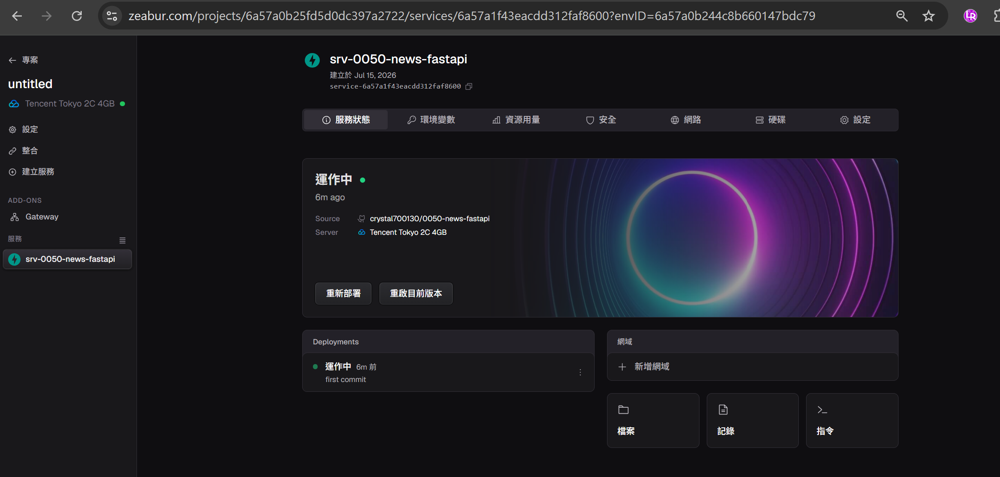 zeabur.com/projects/6a57a0b25fd5d0dc397a2722/services/6a57a1f43eacdd312faf8600?envID=6a57a0b244c8b660147bdc79
LR
專案
untitled
Tencent Tokyo 2C 4GB
設定
整合
建立服務
ADD-ONS
Gateway
服務
srv-0050-news-fastapi
srv-0050-news-fastapi
建立於 Jul 15, 2026
service-6a57a1f43eacdd312faf8600
服務狀態 環境變數 資源用量 安全 網路 硬碟 設定
運作中
6m ago
Source crystal700130/0050-news-fastapi
Server Tencent Tokyo 2C 4GB
重新部署 重啟目前版本
Deployments
運作中 6m 前
first commit
網域
新增網域
檔案 記錄 指令